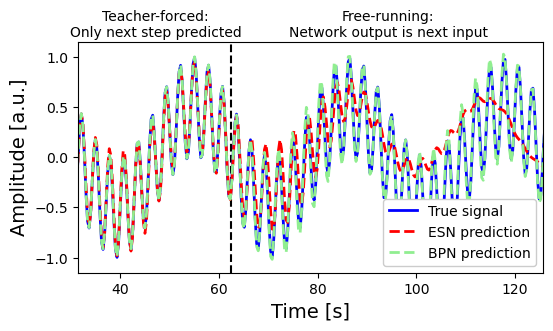 Teacher-forced:
Only next step predicted
Free-running:
Network output is next input
Amplitude [a.u.]
1.0
0.5
0.0
−0.5
−1.0
True signal
ESN prediction
BPN prediction
40
60
80
100
120
Time [s]